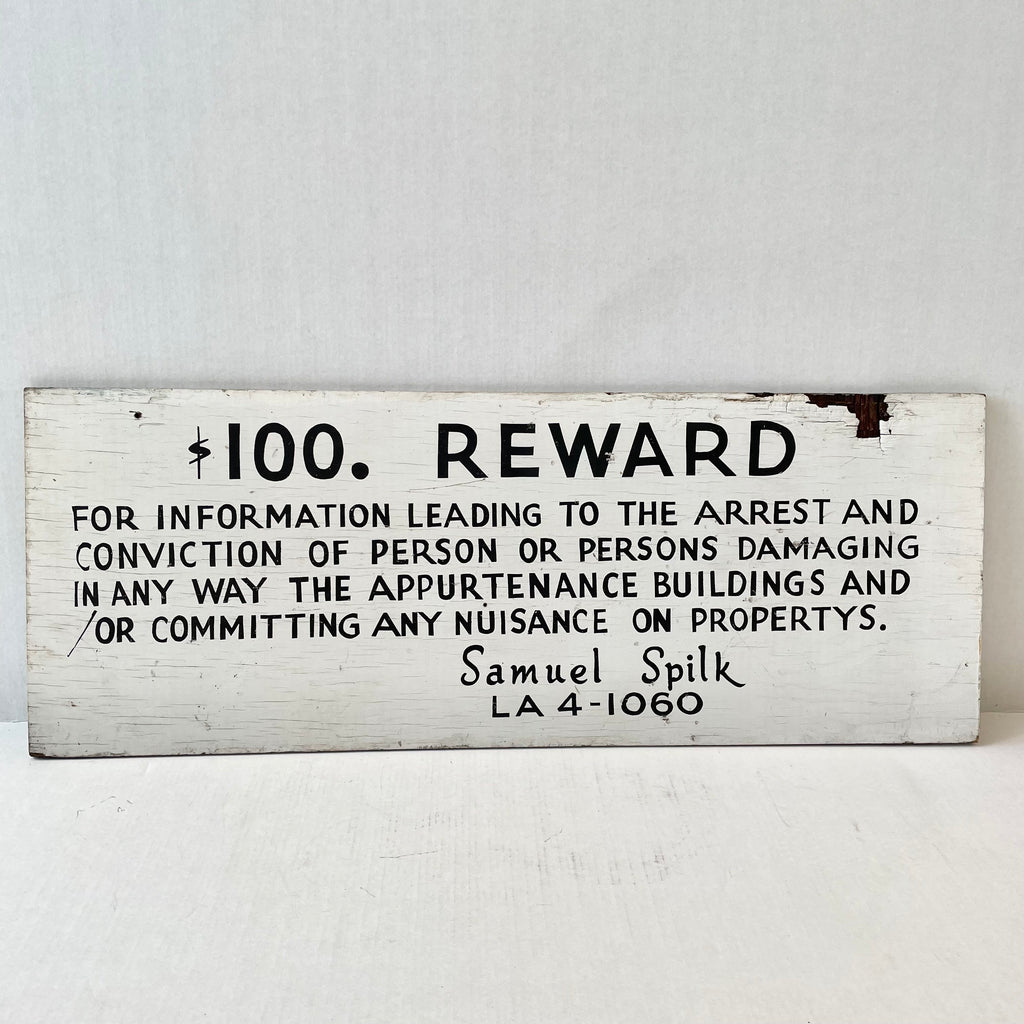 $100. REWARD
FOR INFORMATION LEADING TO THE ARREST AND
CONVICTION OF PERSON OR PERSONS DAMAGING
IN ANY WAY THE APPURTENANCE BUILDINGS AND
/OR COMMITTING ANY NUISANCE ON PROPERTYS.
Samuel Spilk
LA 4-1060